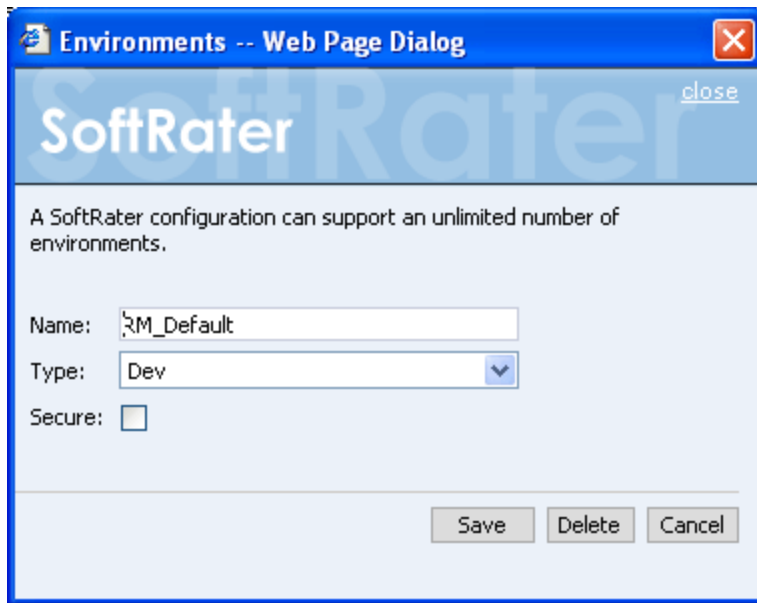 Environments -- Web Page Dialog
close
SoftRater
SoftRater
A SoftRater configuration can support an unlimited number of
environments.
Name: RM_Default
Type: Dev
Secure:
Save Delete Cancel